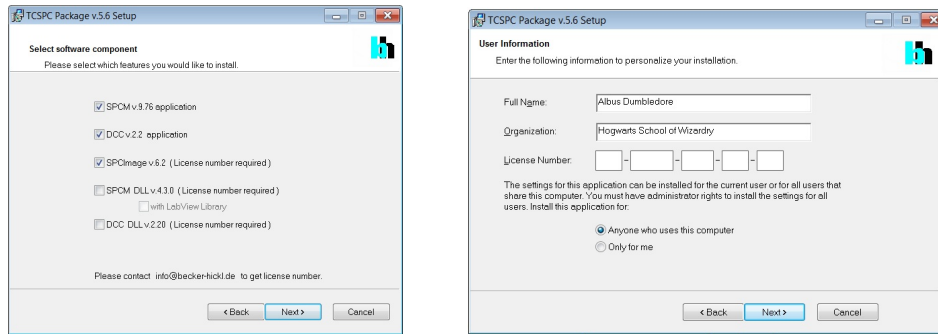 TCSPC Package v.5.6 Setup
Select software component
Please select which features you would like to install.
bh
SPCM v.9.76 application
DCC v.2.2 application
SPCImage v.6.2 ( License number required )
SPCM DLL v.4.3.0 ( License number required )
with LabView Library
DCC DLL v.2.20 ( License number required )
Please contact info@becker-hickl.de to get license number.
< Back Next > Cancel
TCSPC Package v.5.6 Setup
User Information
Enter the following information to personalize your installation.
bh
Full Name: Albus Dumbledore
Organization: Hogwarts School of Wizardry
License Number: - - - -
The settings for this application can be installed for the current user or for all users that
share this computer. You must have administrator rights to install the settings for all
users. Install this application for:
Anyone who uses this computer
Only for me
< Back Next > Cancel